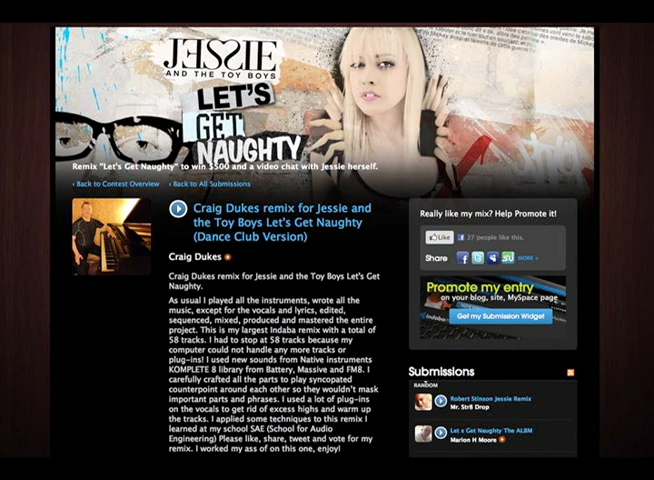 JESSIE
AND THE TOY BOYS
LET'S
GET
NAUGHTY
Remix "Let's Get Naughty" to win $500 and a video chat with Jessie herself.
‹ Back to Contest Overview ‹ Back to All Submissions
Craig Dukes remix for Jessie and
the Toy Boys Let's Get Naughty
(Dance Club Version)
Craig Dukes
Craig Dukes remix for Jessie and the Toy Boys Let's Get
Naughty.
As usual I played all the instruments, wrote all the
music, except for the vocals and lyrics, edited,
sequenced, mixed, produced and mastered the entire
project. This is my largest Indaba remix with a total of
58 tracks. I had to stop at 58 tracks because my
computer could not handle any more tracks or
plug-ins! I used new sounds from Native instruments
KOMPLETE 8 library from Battery, Massive and FM8. I
carefully crafted all the parts to play syncopated
counterpoint around each other so they wouldn't mask
important parts and phrases. I used a lot of plug-ins
on the vocals to get rid of excess highs and warm up
the tracks. I applied some techniques to this remix I
learned at my school SAE (School for Audio
Engineering) Please like, share, tweet and vote for my
remix. I worked my ass of on this one, enjoy!
Really like my mix? Help Promote it!
Like 27 people like this.
Share MORE »
Promote my entry
on your blog, site, MySpace page
Get my Submission Widget!
Submissions
RANDOM
Robert Stinson Jessie Remix
Mr. Str8 Drop
Let s Get Naughty The ALBM
Marion H Moore